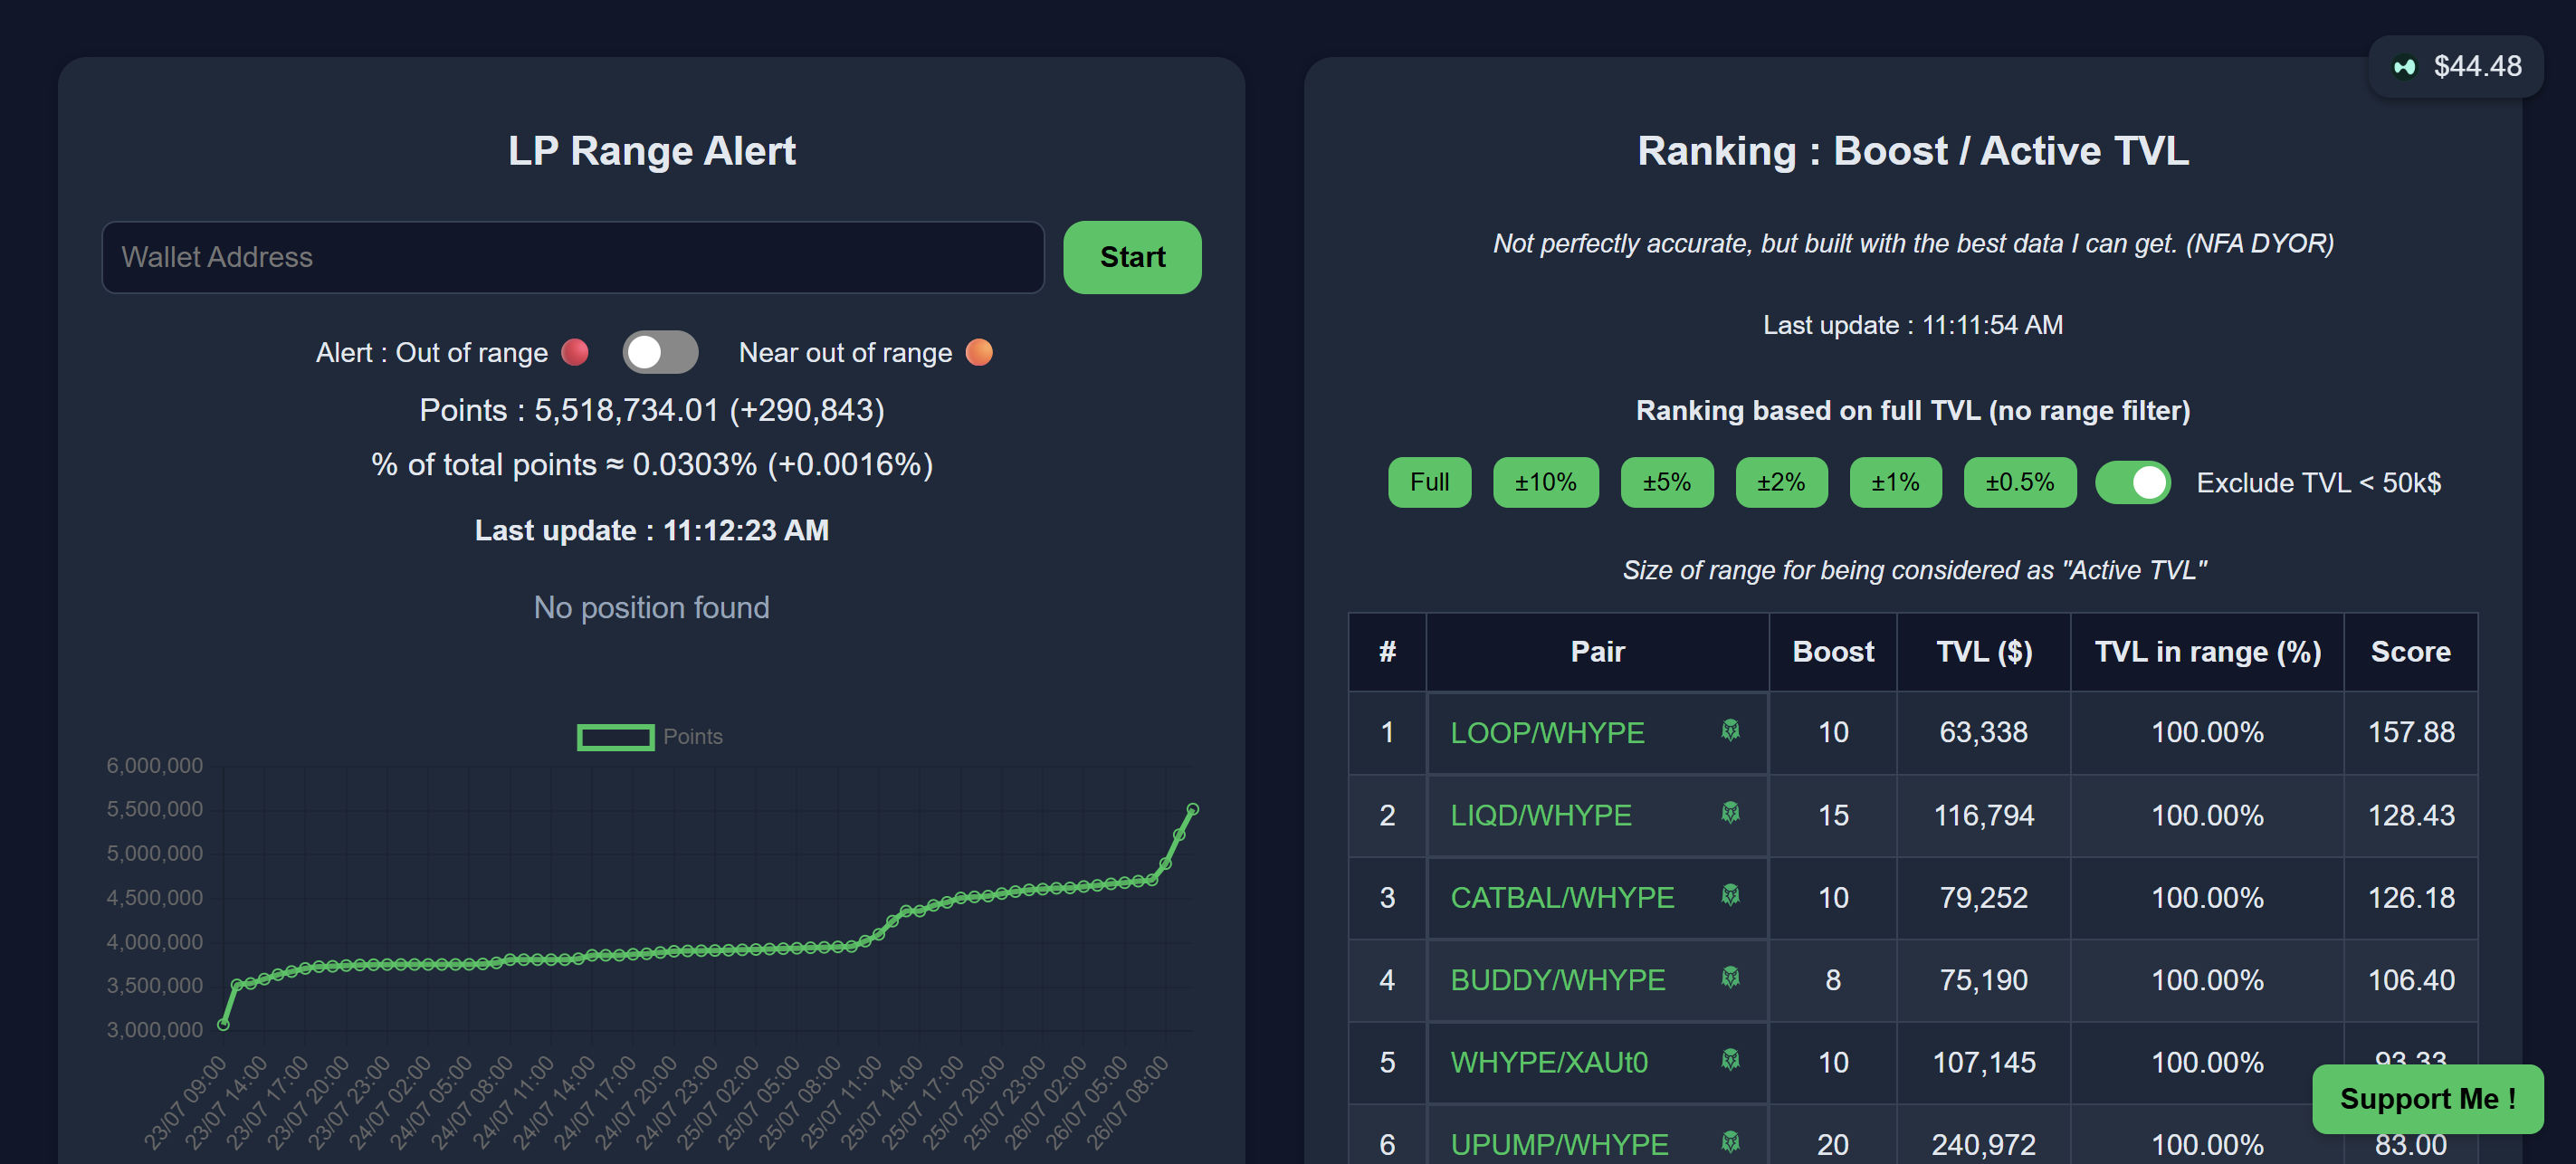 $44.48
LP Range Alert
Wallet Address
Start
Alert : Out of range
Near out of range
Points : 5,518,734.01 (+290,843)
% of total points ≈ 0.0303% (+0.0016%)
Last update : 11:12:23 AM
No position found
Points
6,000,000
5,500,000
5,000,000
4,500,000
4,000,000
3,500,000
3,000,000
23/07 09:00
23/07 14:00
23/07 17:00
23/07 20:00
23/07 23:00
24/07 02:00
24/07 05:00
24/07 08:00
24/07 11:00
24/07 14:00
24/07 17:00
24/07 20:00
24/07 23:00
25/07 02:00
25/07 05:00
25/07 08:00
25/07 11:00
25/07 14:00
25/07 17:00
25/07 20:00
25/07 23:00
26/07 02:00
26/07 05:00
26/07 08:00
Ranking : Boost / Active TVL
Not perfectly accurate, but built with the best data I can get. (NFA DYOR)
Last update : 11:11:54 AM
Ranking based on full TVL (no range filter)
Full ±10% ±5% ±2% ±1% ±0.5% Exclude TVL < 50k$
Size of range for being considered as "Active TVL"
# Pair Boost TVL ($) TVL in range (%) Score
1 LOOP/WHYPE 10 63,338 100.00% 157.88
2 LIQD/WHYPE 15 116,794 100.00% 128.43
3 CATBAL/WHYPE 10 79,252 100.00% 126.18
4 BUDDY/WHYPE 8 75,190 100.00% 106.40
5 WHYPE/XAUt0 10 107,145 100.00% 93.33
6 UPUMP/WHYPE 20 240,972 100.00% 83.00
Support Me !